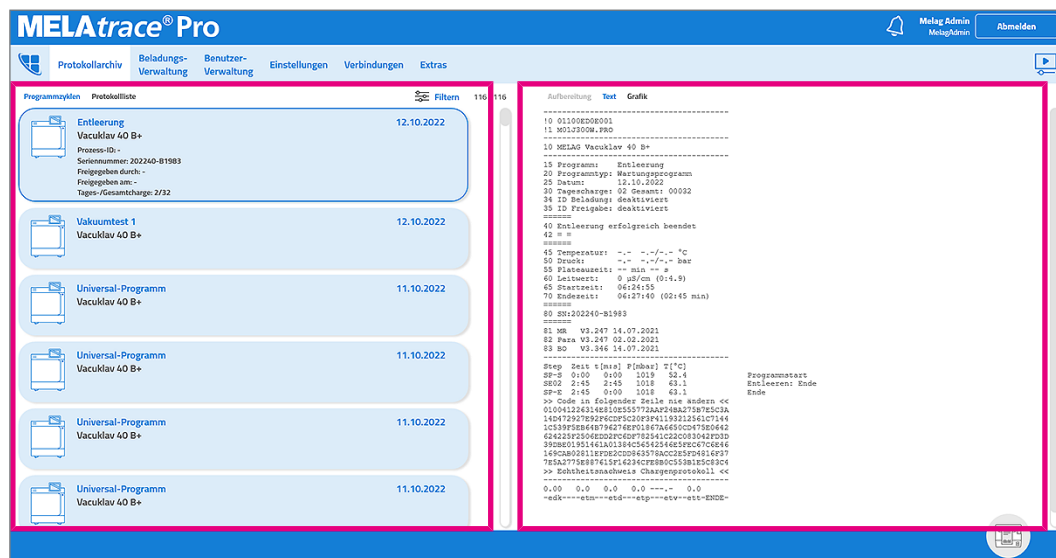 MELAtrace® Pro
Melag Admin
MelagAdmin
Abmelden
Protokollarchiv
Beladungs-
Verwaltung
Benutzer-
Verwaltung
Einstellungen
Verbindungen
Extras
Programmzyklen Protokollliste
Filtern
116 116
Entleerung 12.10.2022
Vacuklav 40 B+
Prozess-ID: -
Seriennummer: 202240-B1983
Freigegeben durch: -
Freigegeben am: -
Tages-/Gesamtcharge: 2/32
Vakuumtest 1 12.10.2022
Vacuklav 40 B+
Universal-Programm 11.10.2022
Vacuklav 40 B+
Universal-Programm 11.10.2022
Vacuklav 40 B+
Universal-Programm 11.10.2022
Vacuklav 40 B+
Universal-Programm 11.10.2022
Vacuklav 40 B+
Aufbereitung Text Grafik
----------------------------------------
!0 01100ED0E001
!1 M01J300W.PRO
----------------------------------------
10 MELAG Vacuklav 40 B+
----------------------------------------
15 Programm: Entleerung
20 Programmtyp: Wartungsprogramm
25 Datum: 12.10.2022
30 Tagescharge: 02 Gesamt: 00032
34 ID Beladung: deaktiviert
35 ID Freigabe: deaktiviert
======
40 Entleerung erfolgreich beendet
42 = =
======
45 Temperatur: -.- -.-/-.- °C
50 Druck: -.- -.-/-.- bar
55 Plateauzeit: -- min -- s
60 Leitwert: 0 µS/cm (0:4.9)
65 Startzeit: 06:24:55
70 Endezeit: 06:27:40 (02:45 min)
======
80 SN:202240-B1983
======
81 MR V3.247 14.07.2021
82 Para V3.247 02.02.2021
83 BO V3.346 14.07.2021
----------------------------------------
Step Zeit t[m:s] P[mbar] T[°C]
SP-S 0:00 0:00 1019 52.4 Programmstart
SE02 2:45 2:45 1018 63.1 Entleeren: Ende
SP-E 2:45 0:00 1018 63.1 Ende
>> Code in folgender Zeile nie ändern <<
>> Echtheitsnachweis Chargenprotokoll <<
----------------------------------------
0.00 0.0 0.0 0.0 ---.- 0.0
-edk----etm---etd---etp---etv--ett-ENDE-